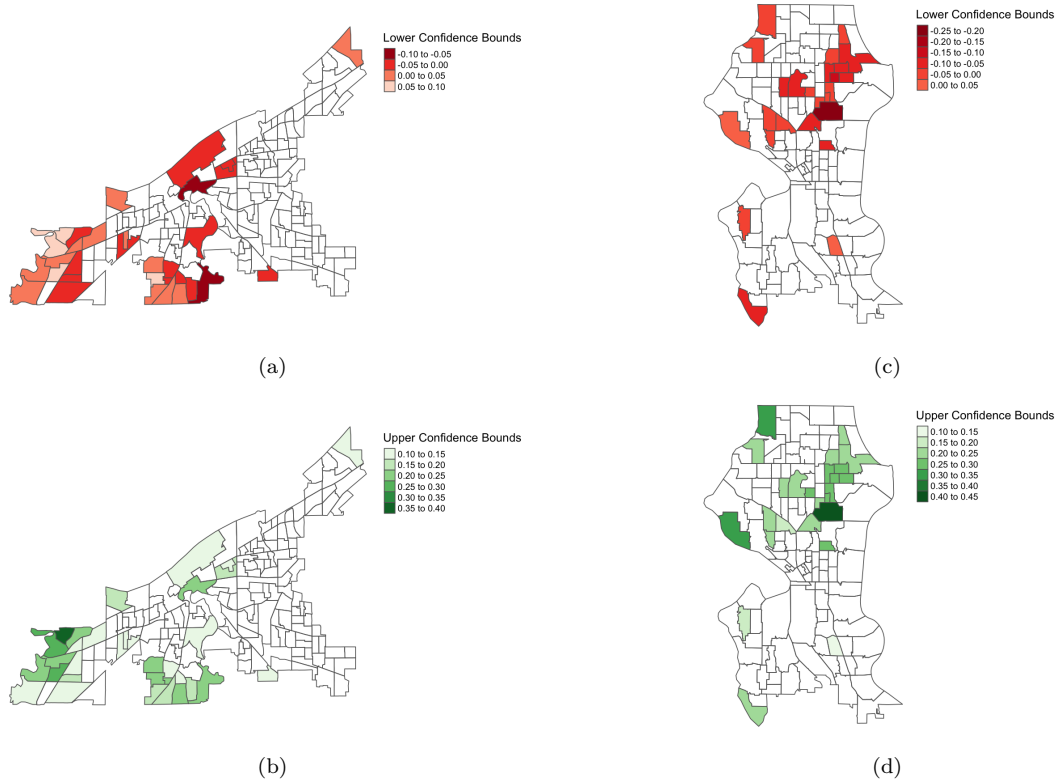 Lower Confidence Bounds
-0.10 to -0.05
-0.05 to 0.00
0.00 to 0.05
0.05 to 0.10
(a)
Lower Confidence Bounds
-0.25 to -0.20
-0.20 to -0.15
-0.15 to -0.10
-0.10 to -0.05
-0.05 to 0.00
0.00 to 0.05
(c)
Upper Confidence Bounds
0.10 to 0.15
0.15 to 0.20
0.20 to 0.25
0.25 to 0.30
0.30 to 0.35
0.35 to 0.40
(b)
Upper Confidence Bounds
0.10 to 0.15
0.15 to 0.20
0.20 to 0.25
0.25 to 0.30
0.30 to 0.35
0.35 to 0.40
0.40 to 0.45
(d)